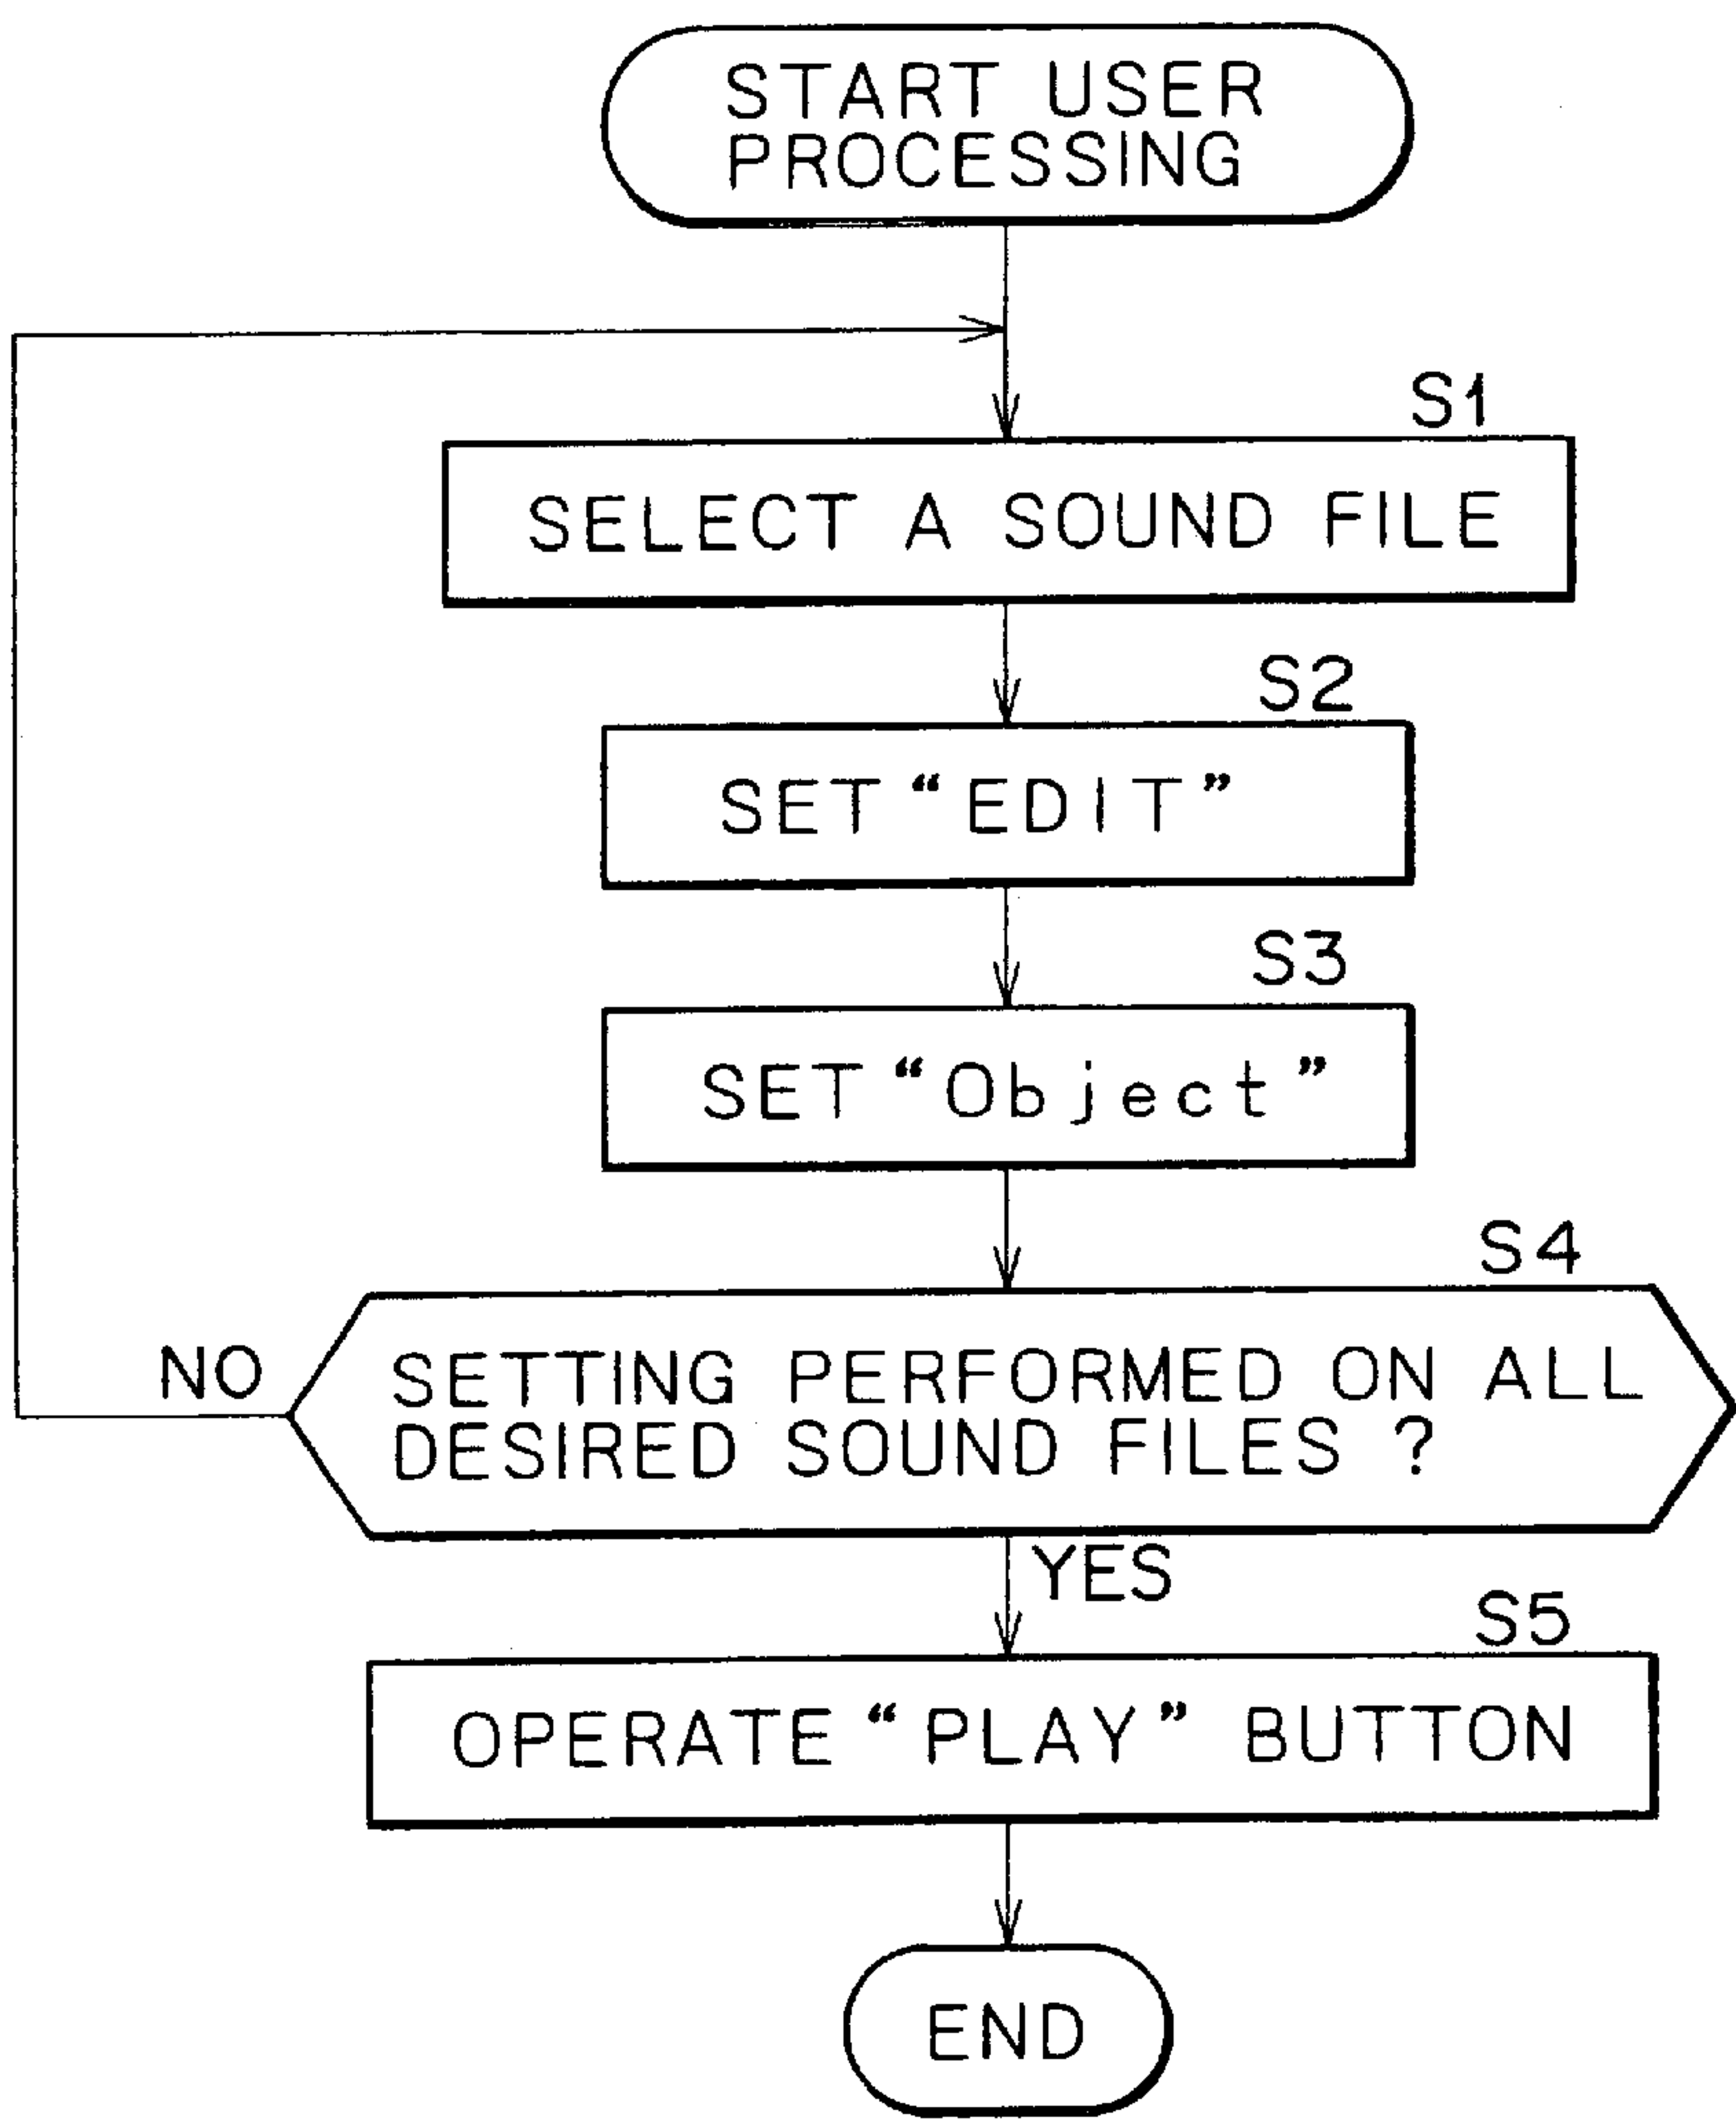 START USER
PROCESSING
S1
SELECT A SOUND FILE
S2
SET “EDIT”
S3
SET “Object”
S4
NO
SETTING PERFORMED ON ALL
DESIRED SOUND FILES ?
YES
S5
OPERATE “PLAY” BUTTON
END